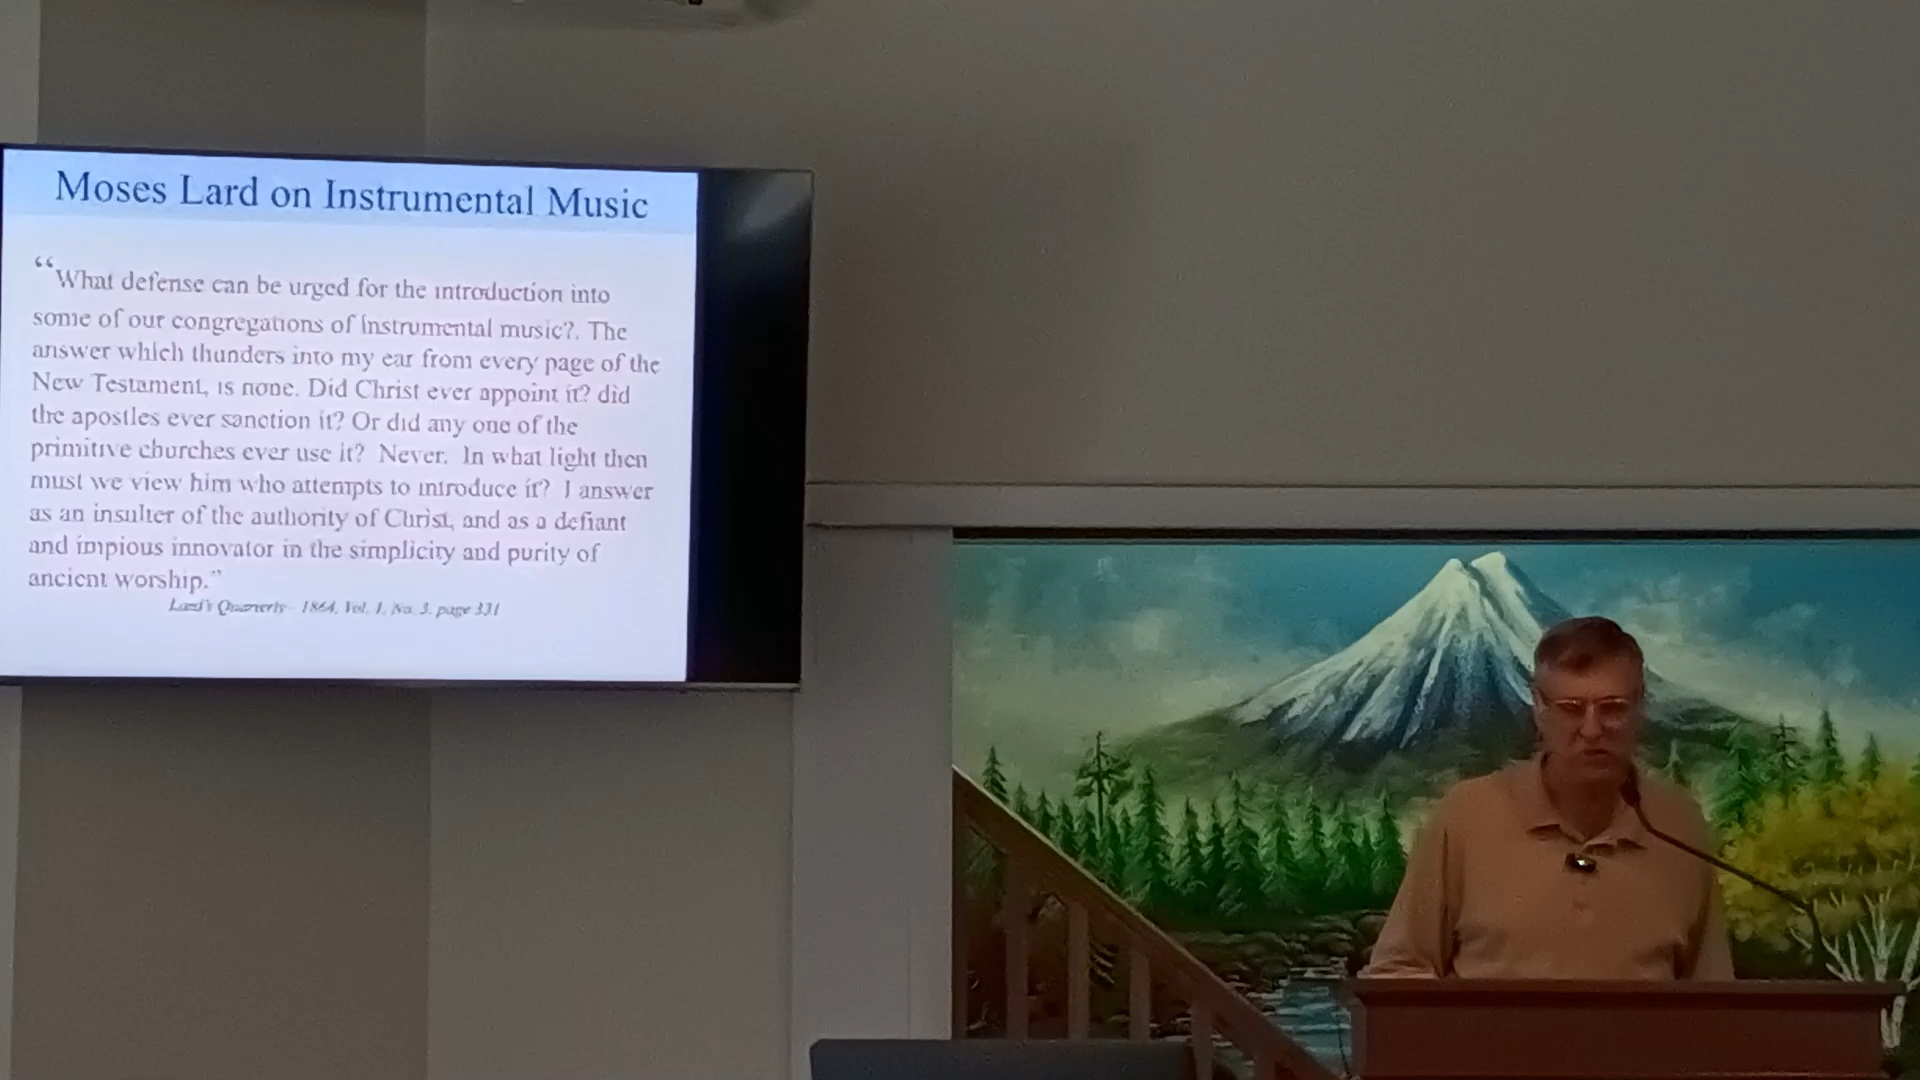 Moses Lard on Instrumental Music
“What defense can be urged for the introduction into
some of our congregations of instrumental music?. The
answer which thunders into my ear from every page of the
New Testament, is none. Did Christ ever appoint it? did
the apostles ever sanction it? Or did any one of the
primitive churches ever use it? Never. In what light then
must we view him who attempts to introduce it? I answer
as an insulter of the authority of Christ, and as a defiant
and impious innovator in the simplicity and purity of
ancient worship.”
Lard's Quarterly - 1864, Vol. 1, No. 3, page 331